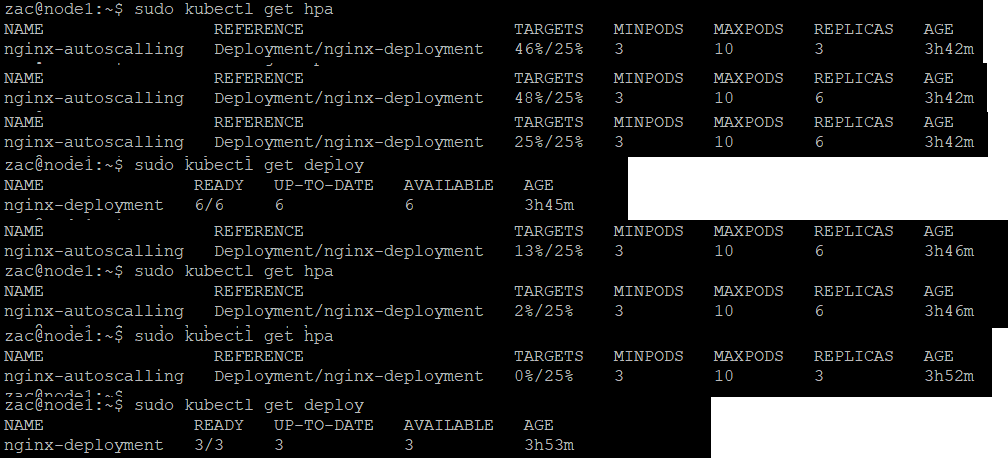 zac@node1:~$ sudo kubectl get hpa
NAME REFERENCE TARGETS MINPODS MAXPODS REPLICAS AGE
nginx-autoscalling Deployment/nginx-deployment 46%/25% 3 10 3 3h42m
NAME REFERENCE TARGETS MINPODS MAXPODS REPLICAS AGE
nginx-autoscalling Deployment/nginx-deployment 48%/25% 3 10 6 3h42m
NAME REFERENCE TARGETS MINPODS MAXPODS REPLICAS AGE
nginx-autoscalling Deployment/nginx-deployment 25%/25% 3 10 6 3h42m
zac@node1:~$ sudo kubectl get deploy
NAME READY UP-TO-DATE AVAILABLE AGE
nginx-deployment 6/6 6 6 3h45m
NAME REFERENCE TARGETS MINPODS MAXPODS REPLICAS AGE
nginx-autoscalling Deployment/nginx-deployment 13%/25% 3 10 6 3h46m
zac@node1:~$ sudo kubectl get hpa
NAME REFERENCE TARGETS MINPODS MAXPODS REPLICAS AGE
nginx-autoscalling Deployment/nginx-deployment 2%/25% 3 10 6 3h46m
zac@node1:~$ sudo kubectl get hpa
NAME REFERENCE TARGETS MINPODS MAXPODS REPLICAS AGE
nginx-autoscalling Deployment/nginx-deployment 0%/25% 3 10 3 3h52m
zac@node1:~$ sudo kubectl get deploy
NAME READY UP-TO-DATE AVAILABLE AGE
nginx-deployment 3/3 3 3 3h53m